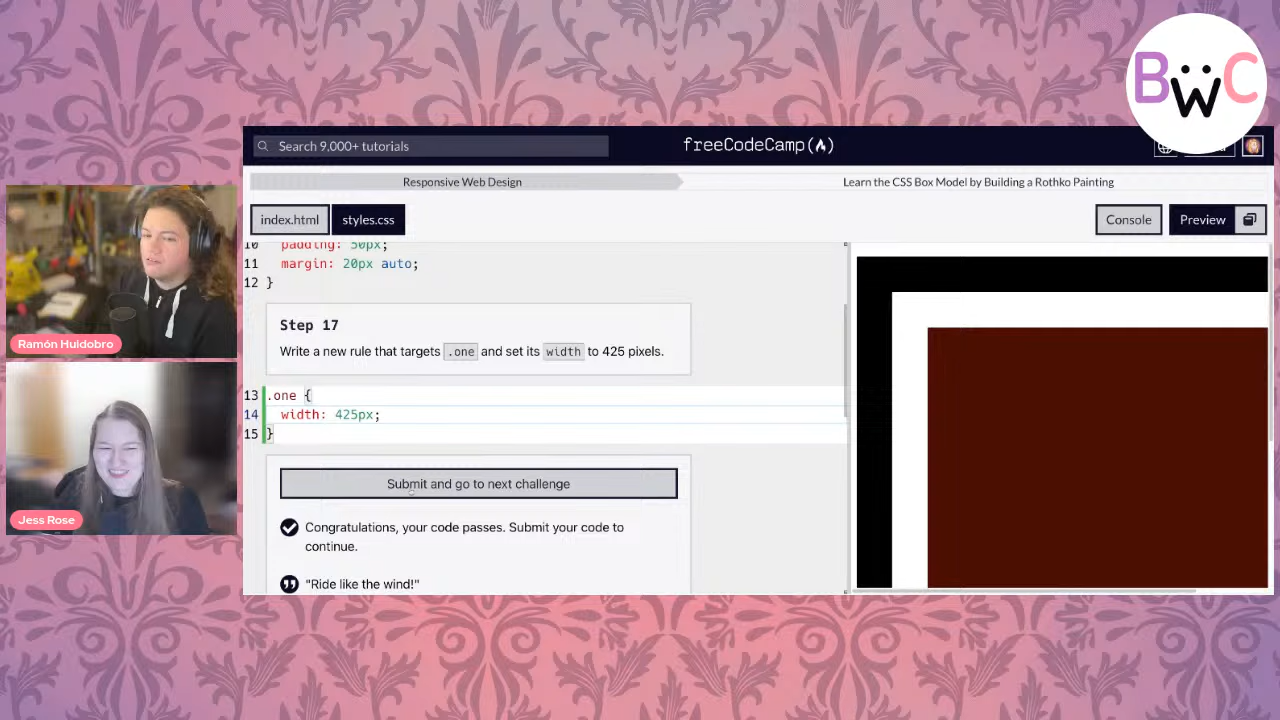 BWC
Search 9,000+ tutorials
freeCodeCamp
Responsive Web Design
Learn the CSS Box Model by Building a Rothko Painting
index.html
styles.css
Console
Preview
10 padding: 50px;
11 margin: 20px auto;
12 }
Step 17
Write a new rule that targets .one and set its width to 425 pixels.
13 .one {
14 width: 425px;
15 }
Submit and go to next challenge
Congratulations, your code passes. Submit your code to
continue.
"Ride like the wind!"
Ramón Huidobro
Jess Rose